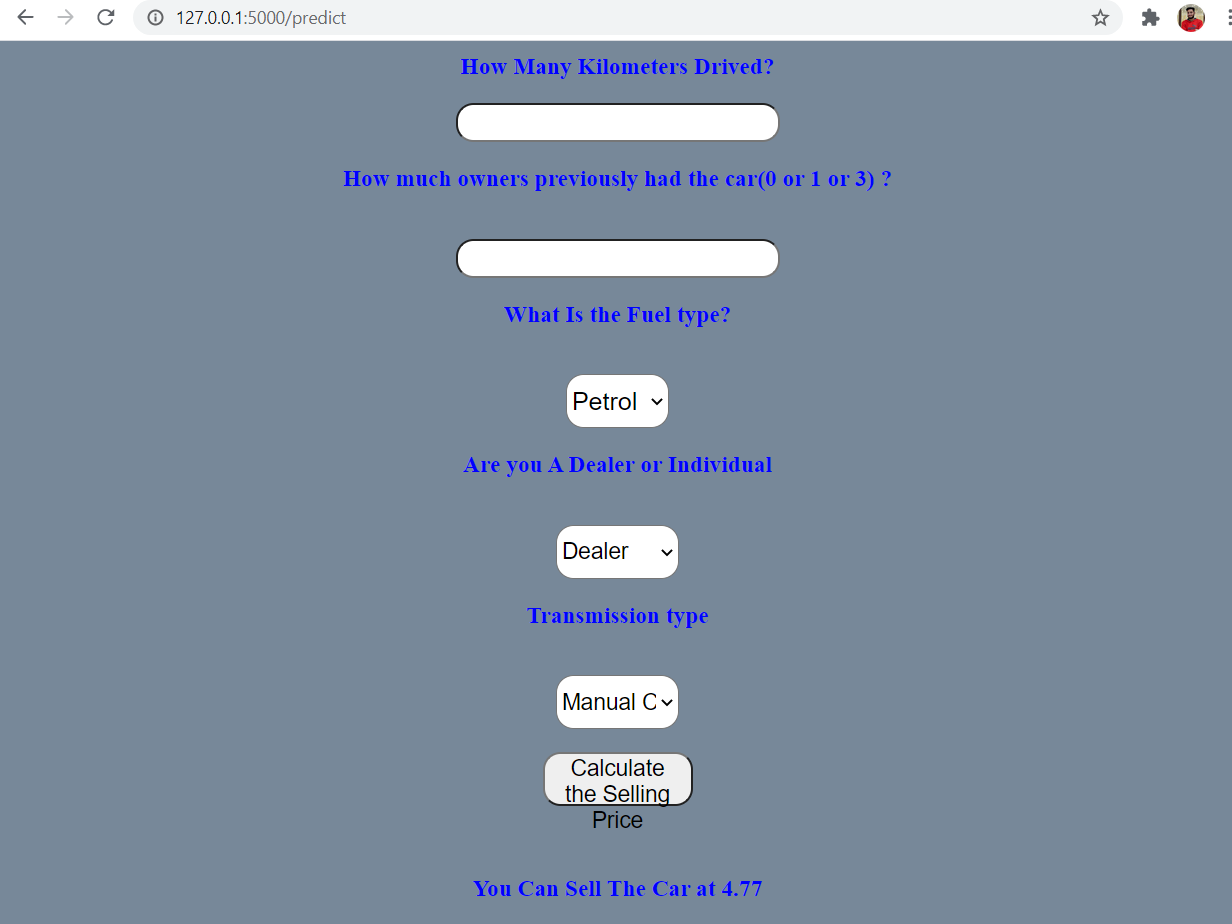 127.0.0.1:5000/predict
How Many Kilometers Drived?
How much owners previously had the car(0 or 1 or 3) ?
What Is the Fuel type?
Petrol
Are you A Dealer or Individual
Dealer
Transmission type
Manual C
Calculate
the Selling
Price
You Can Sell The Car at 4.77